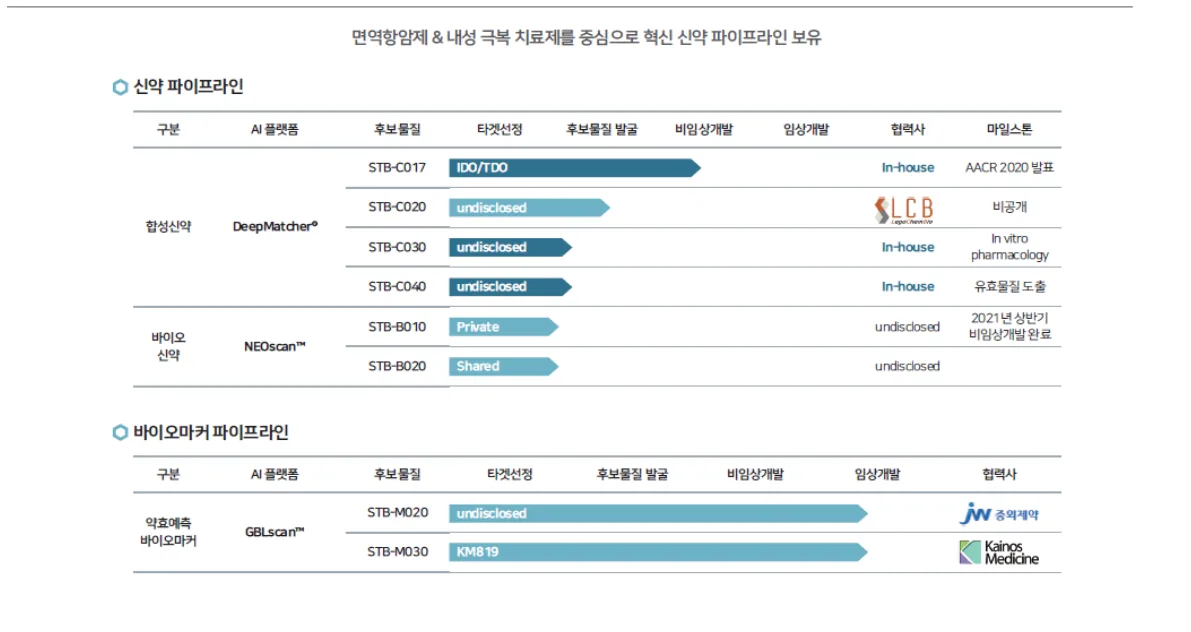 면역항암제 & 내성 극복 치료제를 중심으로 혁신 신약 파이프라인 보유
신약 파이프라인
구분 AI 플랫폼 후보물질 타겟선정 후보물질 발굴 비임상개발 임상개발 협력사 마일스톤
합성신약 DeepMatcher®
STB-C017 IDO/TDO In-house AACR 2020 발표
STB-C020 undisclosed SLCB LegoChemBio 비공개
STB-C030 undisclosed In-house In vitro
pharmacology
STB-C040 undisclosed In-house 유효물질 도출
바이오
신약
NEOscan™
STB-B010 Private undisclosed 2021년 상반기
비임상개발 완료
STB-B020 Shared undisclosed
바이오마커 파이프라인
구분 AI 플랫폼 후보물질 타겟선정 후보물질 발굴 비임상개발 임상개발 협력사
약효예측
바이오마커
GBLscan™
STB-M020 undisclosed JW 중외제약
STB-M030 KM819 Kainos
Medicine